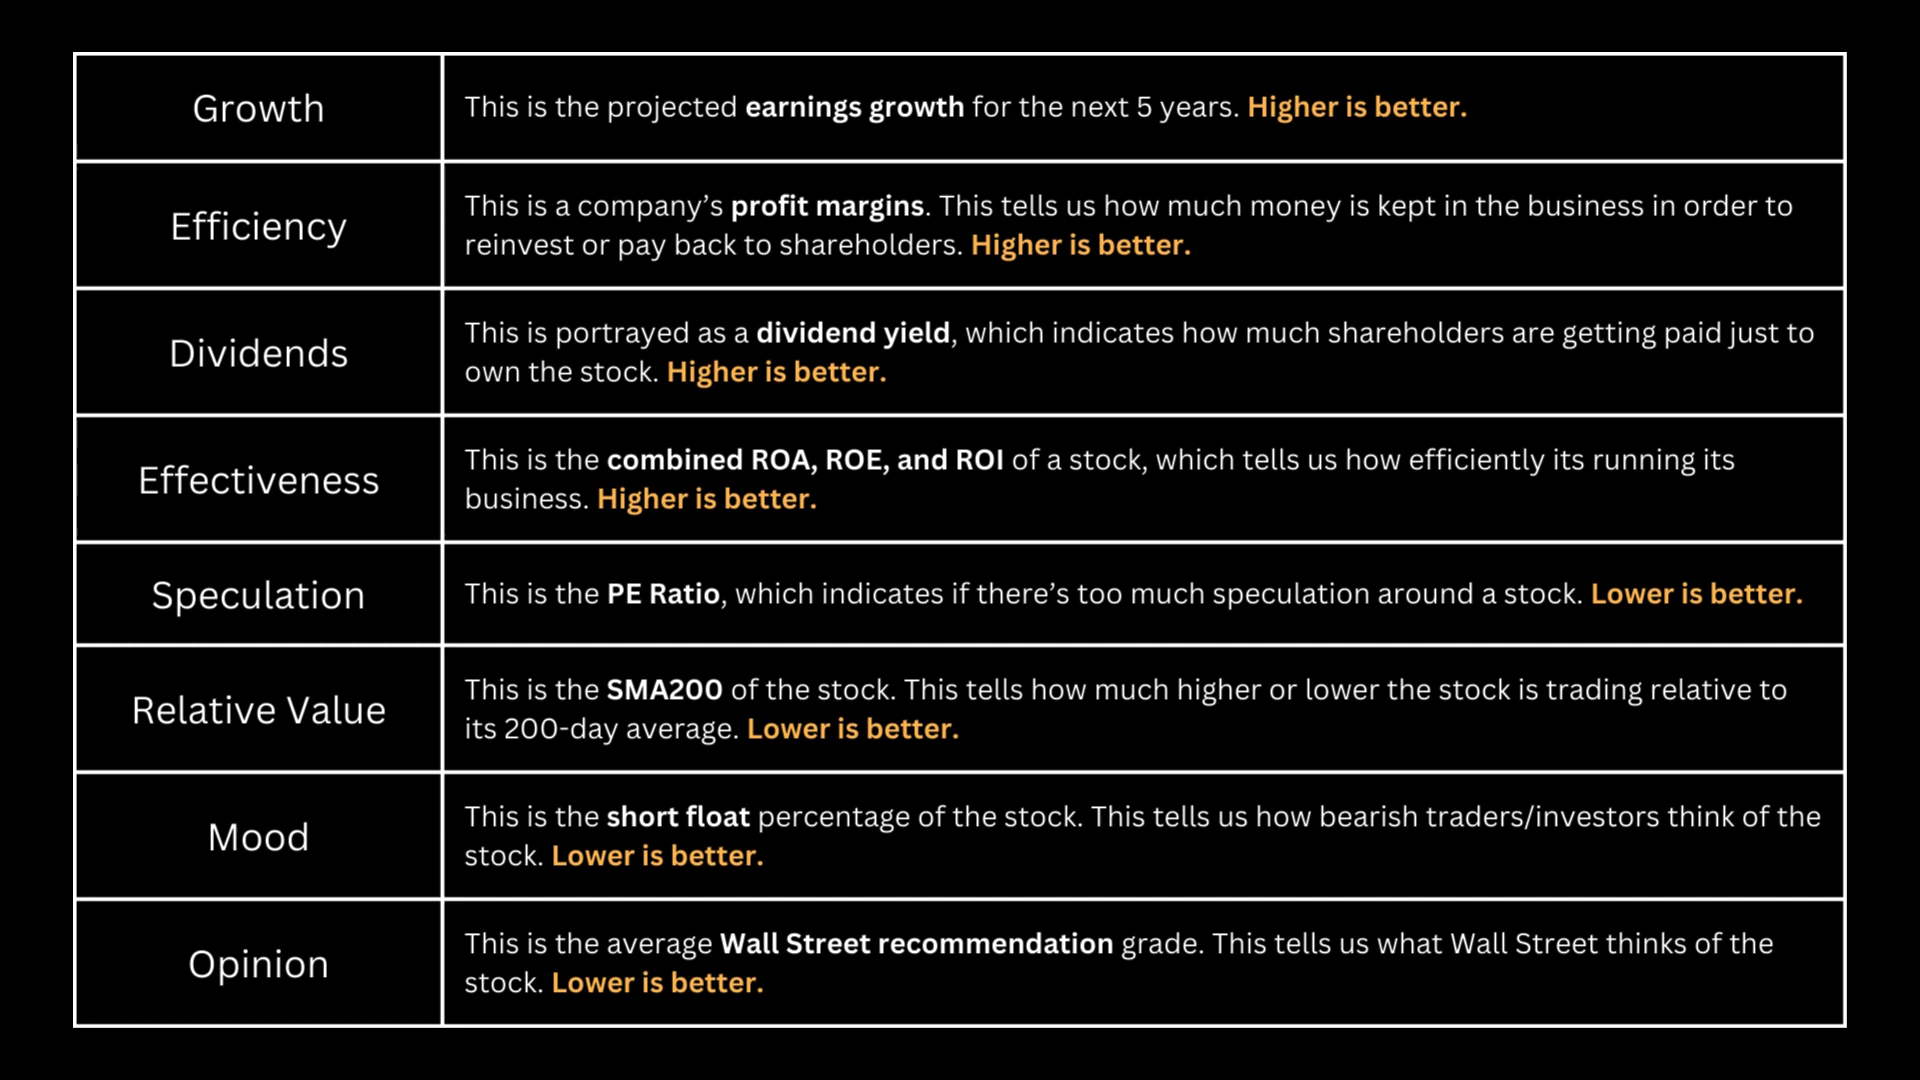 Growth
This is the projected earnings growth for the next 5 years. Higher is better.
Efficiency
This is a company’s profit margins. This tells us how much money is kept in the business in order to
reinvest or pay back to shareholders. Higher is better.
Dividends
This is portrayed as a dividend yield, which indicates how much shareholders are getting paid just to
own the stock. Higher is better.
Effectiveness
This is the combined ROA, ROE, and ROI of a stock, which tells us how efficiently its running its
business. Higher is better.
Speculation
This is the PE Ratio, which indicates if there’s too much speculation around a stock. Lower is better.
Relative Value
This is the SMA200 of the stock. This tells how much higher or lower the stock is trading relative to
its 200-day average. Lower is better.
Mood
This is the short float percentage of the stock. This tells us how bearish traders/investors think of the
stock. Lower is better.
Opinion
This is the average Wall Street recommendation grade. This tells us what Wall Street thinks of the
stock. Lower is better.